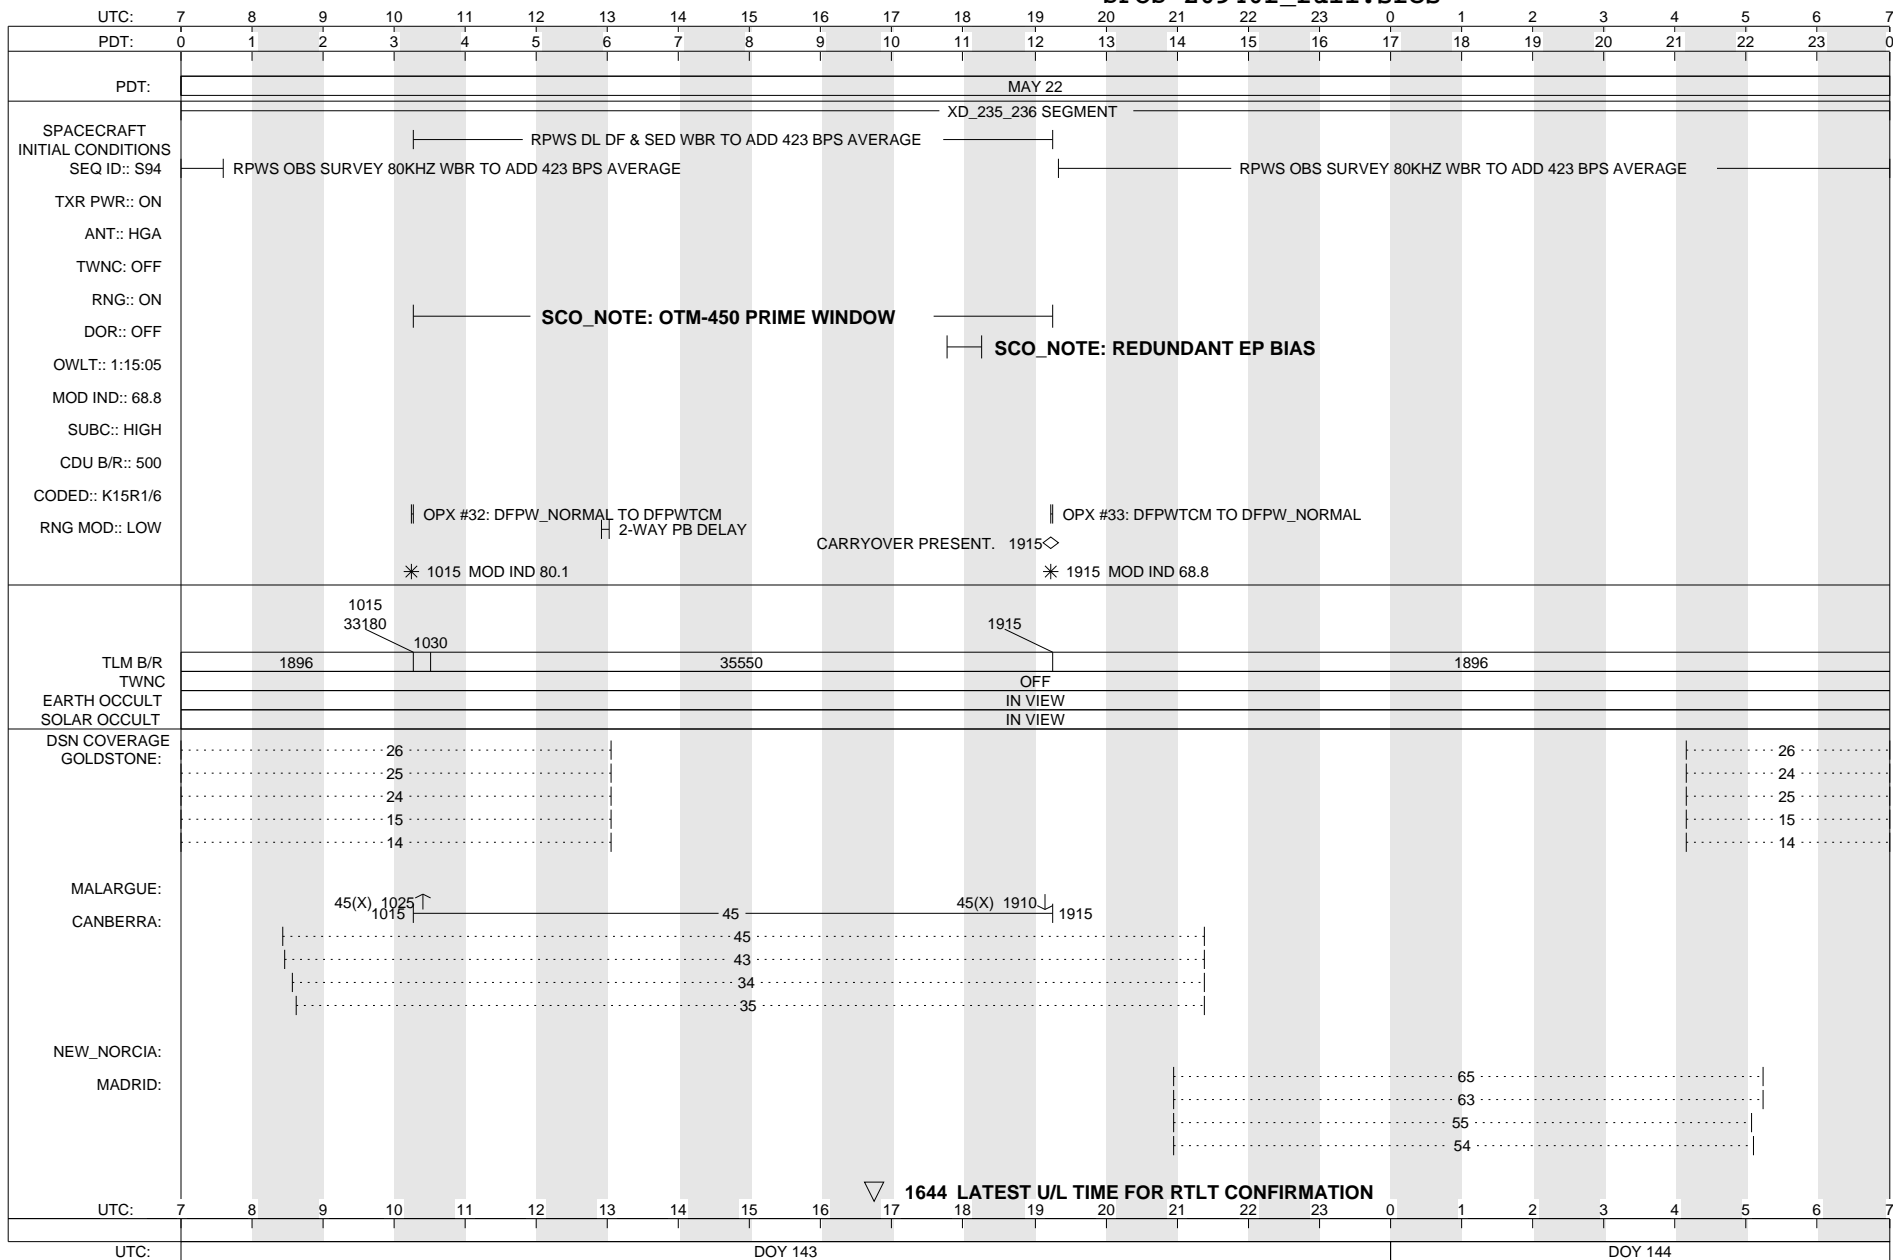 UTC: 7 8 9 10 11 12 13 14 15 16 17 18 19 20 21 22 23 0 1 2 3 4 5 6 7
PDT: 0 1 2 3 4 5 6 7 8 9 10 11 12 13 14 15 16 17 18 19 20 21 22 23 0
PDT: MAY 22
XD_235_236 SEGMENT
SPACECRAFT
INITIAL CONDITIONS
RPWS DL DF & SED WBR TO ADD 423 BPS AVERAGE
SEQ ID:: S94
RPWS OBS SURVEY 80KHZ WBR TO ADD 423 BPS AVERAGE
RPWS OBS SURVEY 80KHZ WBR TO ADD 423 BPS AVERAGE
TXR PWR:: ON
ANT:: HGA
TWNC: OFF
RNG:: ON
SCO_NOTE: OTM-450 PRIME WINDOW
DOR:: OFF
SCO_NOTE: REDUNDANT EP BIAS
OWLT:: 1:15:05
MOD IND:: 68.8
SUBC:: HIGH
CDU B/R:: 500
CODED:: K15R1/6
OPX #32: DFPW_NORMAL TO DFPWTCM
OPX #33: DFPWTCM TO DFPW_NORMAL
RNG MOD:: LOW
2-WAY PB DELAY
CARRYOVER PRESENT. 1915
1015 MOD IND 80.1
1915 MOD IND 68.8
1015
33180
1030
1915
TLM B/R 1896 35550 1896
TWNC OFF
EARTH OCCULT IN VIEW
SOLAR OCCULT IN VIEW
DSN COVERAGE
GOLDSTONE:
26 26
25 24
24 25
15 15
14 14
MALARGUE:
45(X) 1025
45(X) 1910
CANBERRA:
1015 45 1915
45
43
34
35
NEW_NORCIA:
MADRID:
65
63
55
54
1644 LATEST U/L TIME FOR RTLT CONFIRMATION
UTC: 7 8 9 10 11 12 13 14 15 16 17 18 19 20 21 22 23 0 1 2 3 4 5 6 7
UTC: DOY 143 DOY 144